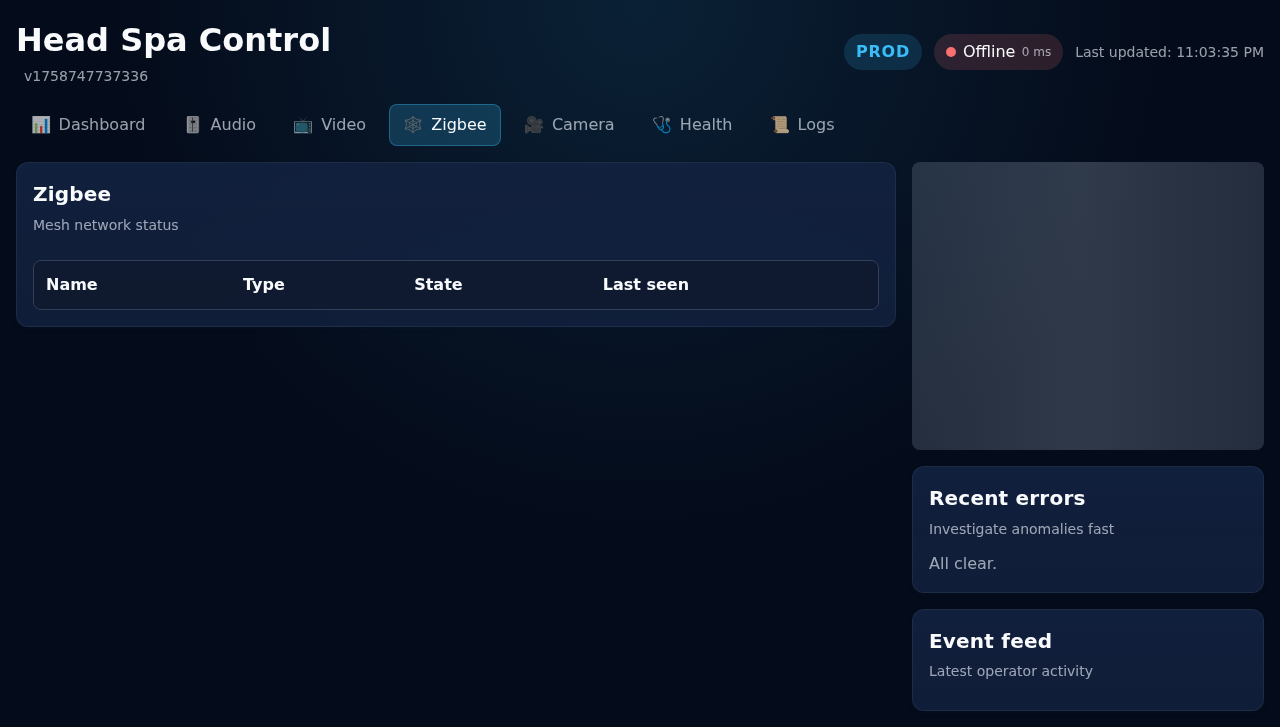 Head Spa Control
v1758747737336
PROD
Offline 0 ms
Last updated: 11:03:35 PM
Dashboard Audio Video Zigbee Camera Health Logs
Zigbee
Mesh network status
Name Type State Last seen
Recent errors
Investigate anomalies fast
All clear.
Event feed
Latest operator activity